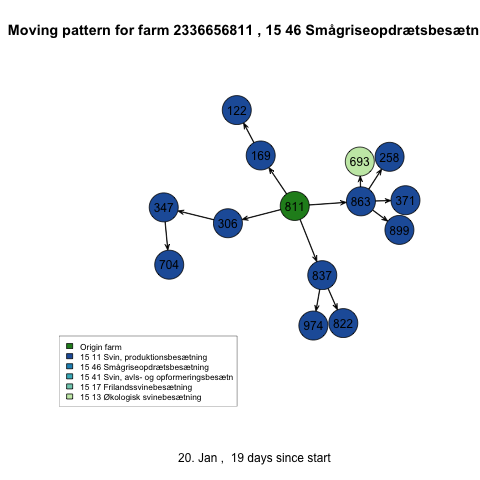 Moving pattern for farm 2336656811 , 15 46 Smågriseopdrætsbesætn
122
169
693
258
347
811
863
371
306
899
704
837
974
822
Origin farm
15 11 Svin, produktionsbesætning
15 46 Smågriseopdrætsbesætning
15 41 Svin, avls- og opformeringsbesætn
15 17 Frilandssvinebesætning
15 13 Økologisk svinebesætning
20. Jan ,  19 days since start